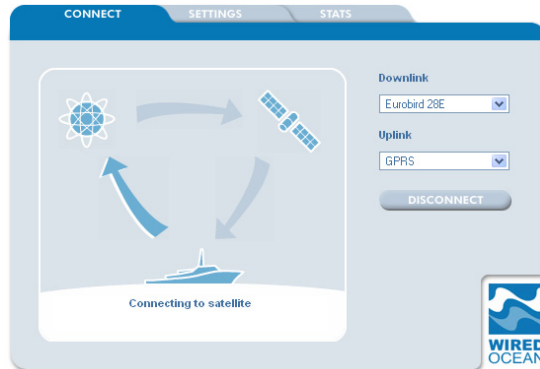 CONNECT SETTINGS STATS
Downlink
Eurobird 28E
Uplink
GPRS
DISCONNECT
Connecting to satellite
WIRED
OCEAN